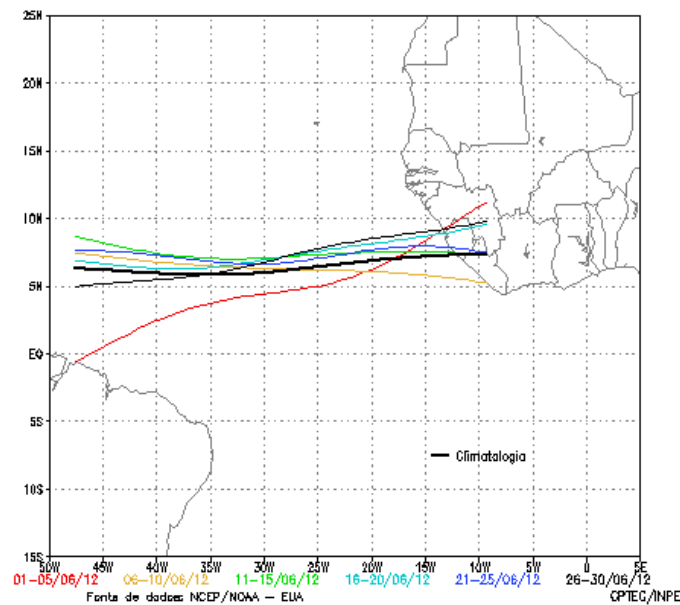 25N
20N
15N
10N
5N
EQ
5S
10S
15S
Climatalogia
50W 45W 40W 35W 30W 25W 20W 15W 10W 5W 0 5E
01-05/06/12 06-10/06/12 11-15/06/12 16-20/06/12 21-25/06/12 26-30/06/12
Fonte de dados NCEP/NOAA - EUA CPTEC/INPE